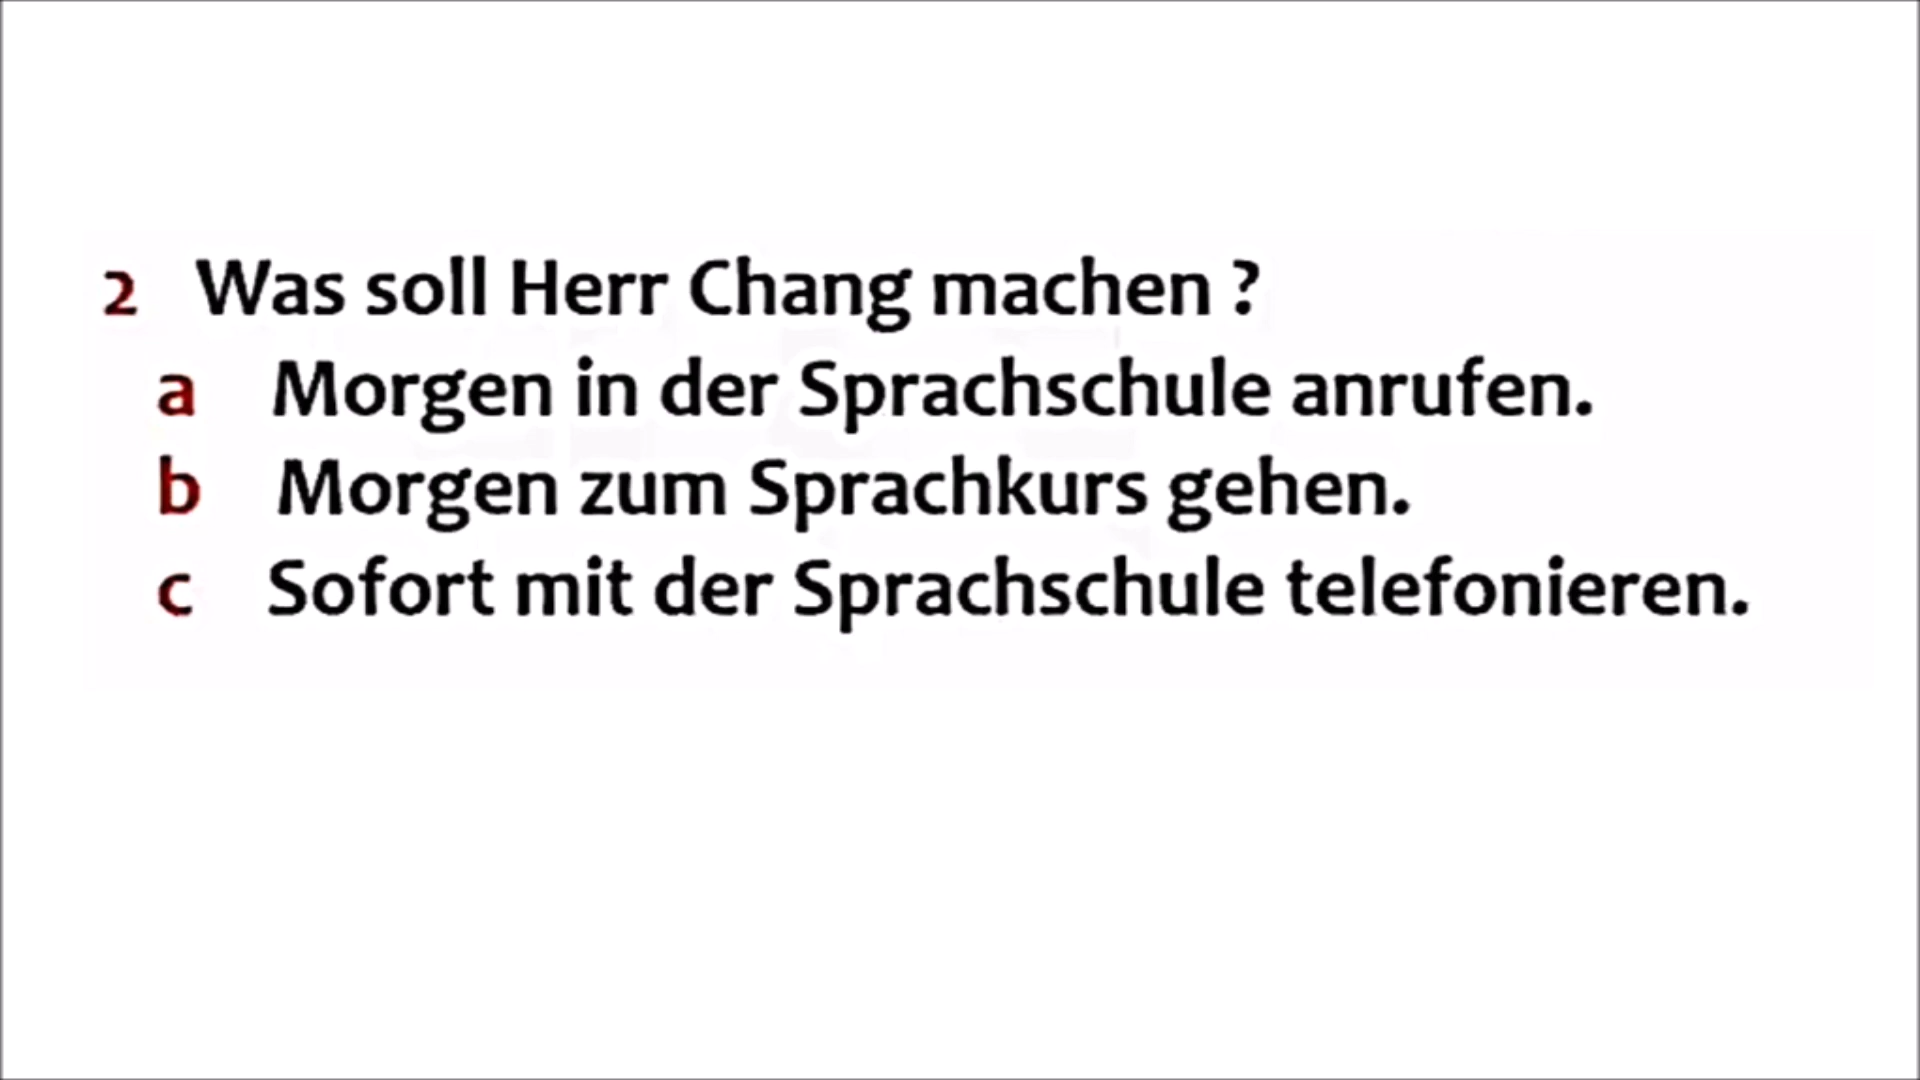 2 Was soll Herr Chang machen ?
a Morgen in der Sprachschule anrufen.
b Morgen zum Sprachkurs gehen.
c Sofort mit der Sprachschule telefonieren.